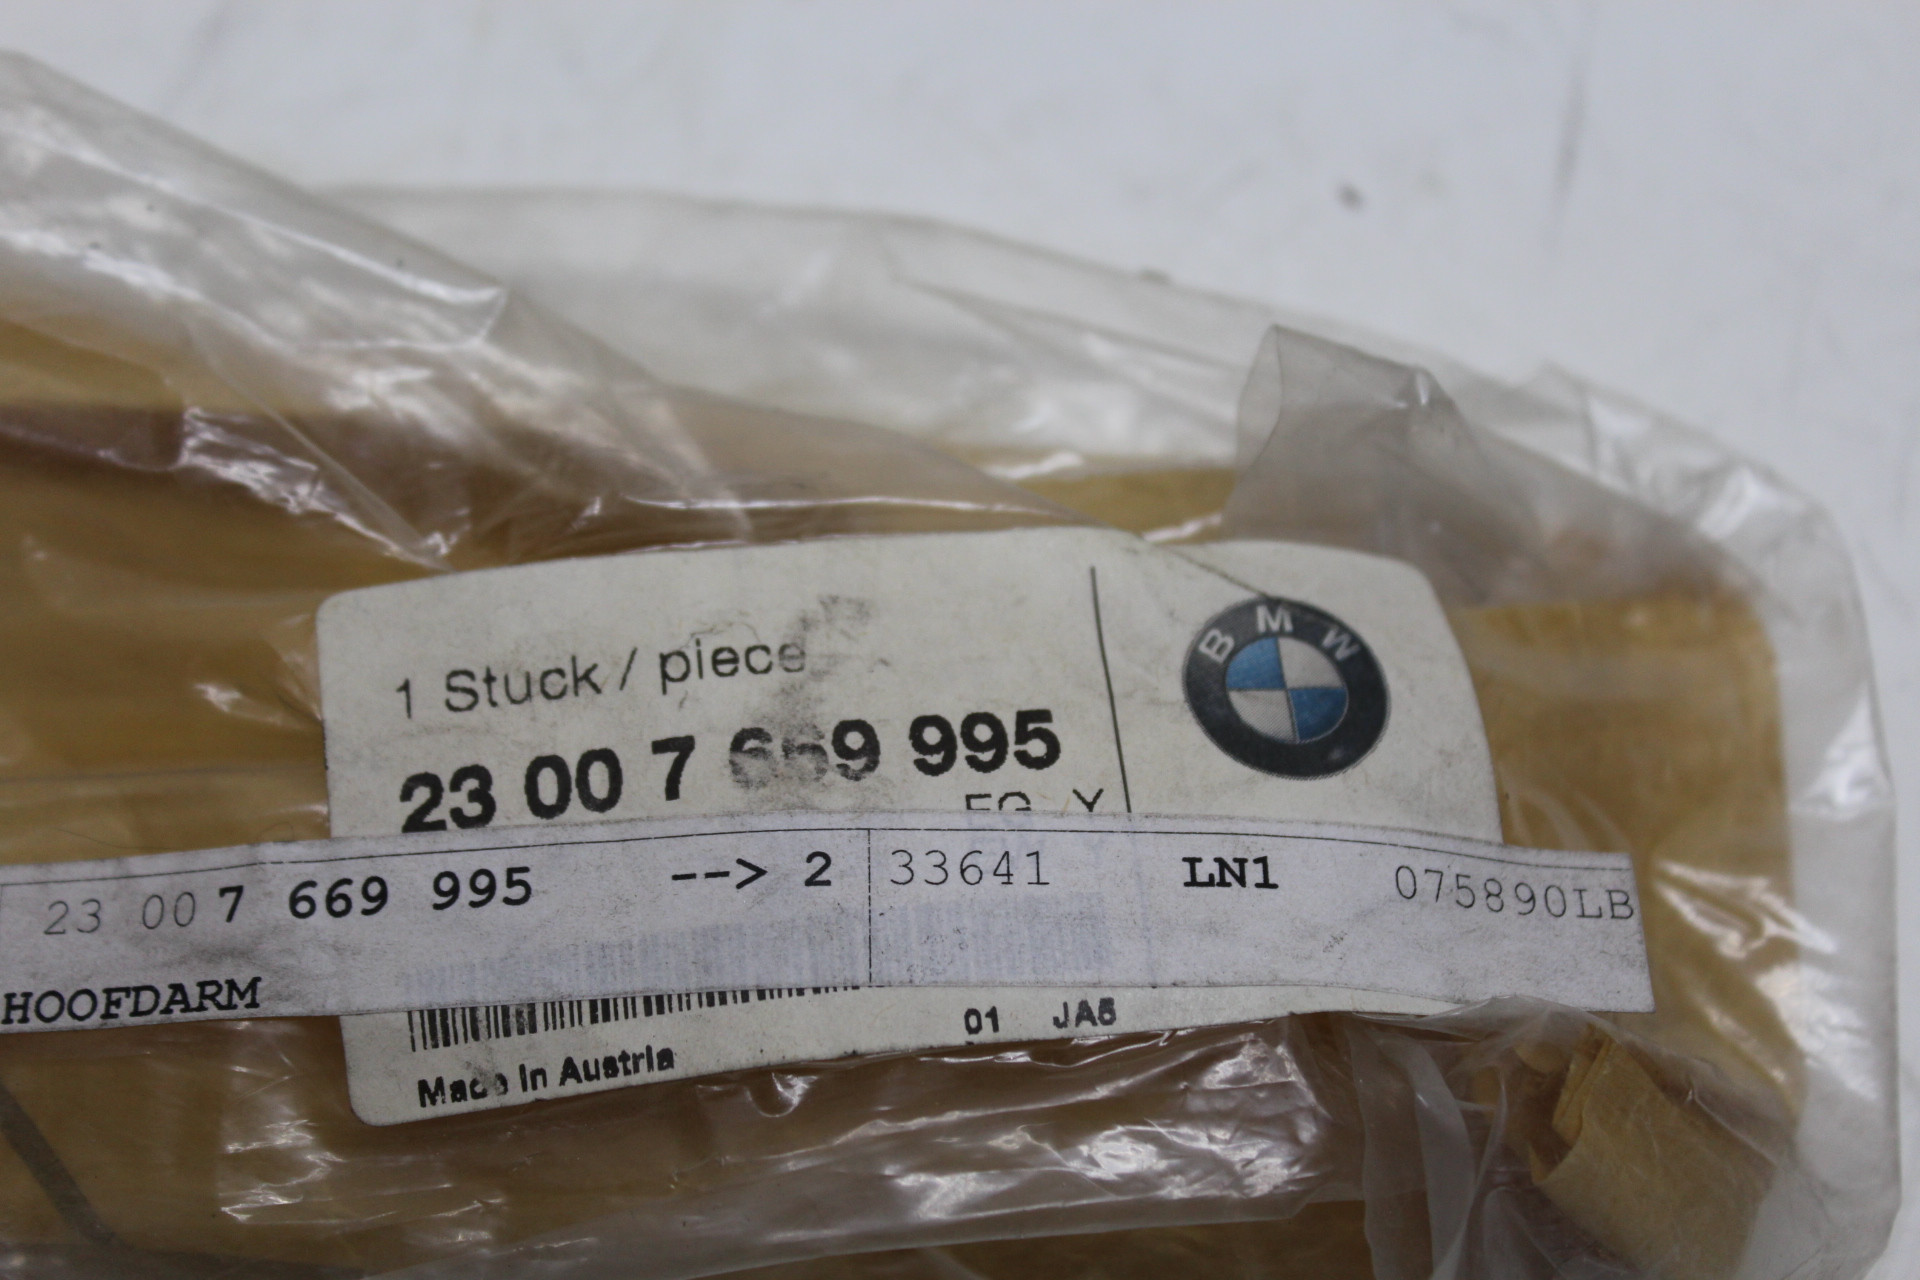 1 Stuck / piece
BMW
23 00 7 669 995
23 00 7 669 995 --> 2 33641 LN1 075890LB
HOOFDARM
01 JA5
Made in Austria